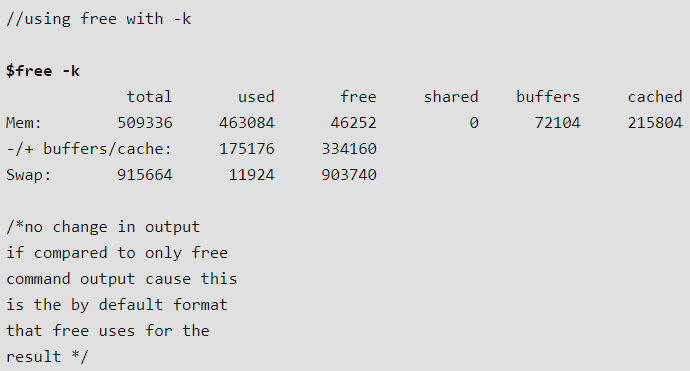 //using free with -k
$free -k
total used free shared buffers cached
Mem: 509336 463084 46252 0 72104 215804
-/+ buffers/cache: 175176 334160
Swap: 915664 11924 903740
/*no change in output
if compared to only free
command output cause this
is the by default format
that free uses for the
result */